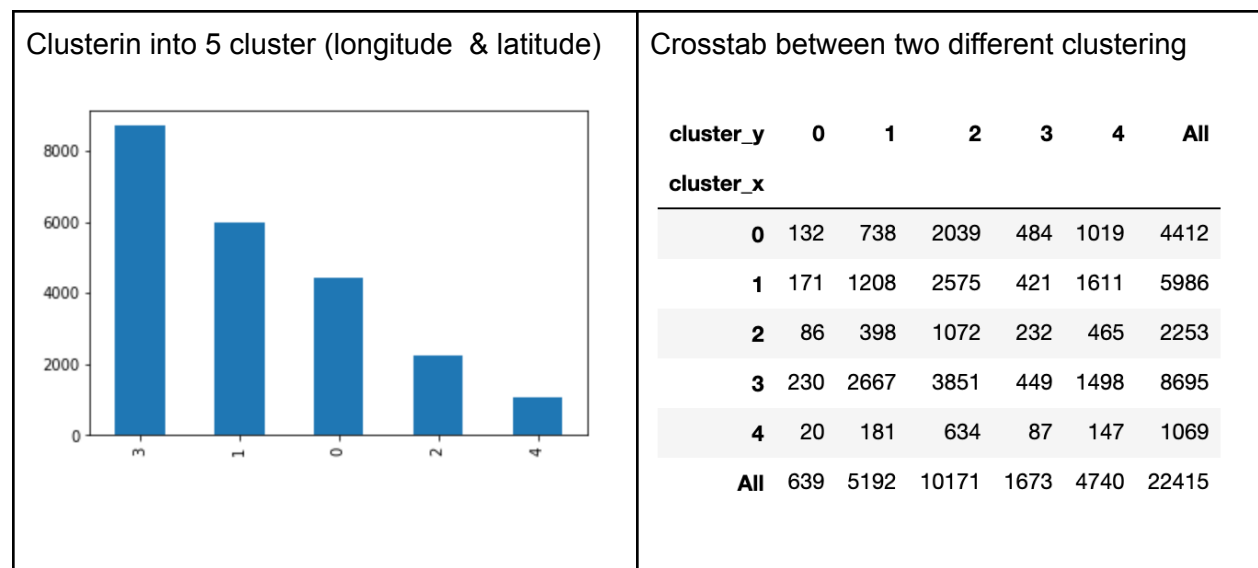 Clusterin into 5 cluster (longitude & latitude)
8000
6000
4000
2000
0
3 1 0 2 4
Crosstab between two different clustering
cluster_y 0 1 2 3 4 All
cluster_x
0 132 738 2039 484 1019 4412
1 171 1208 2575 421 1611 5986
2 86 398 1072 232 465 2253
3 230 2667 3851 449 1498 8695
4 20 181 634 87 147 1069
All 639 5192 10171 1673 4740 22415